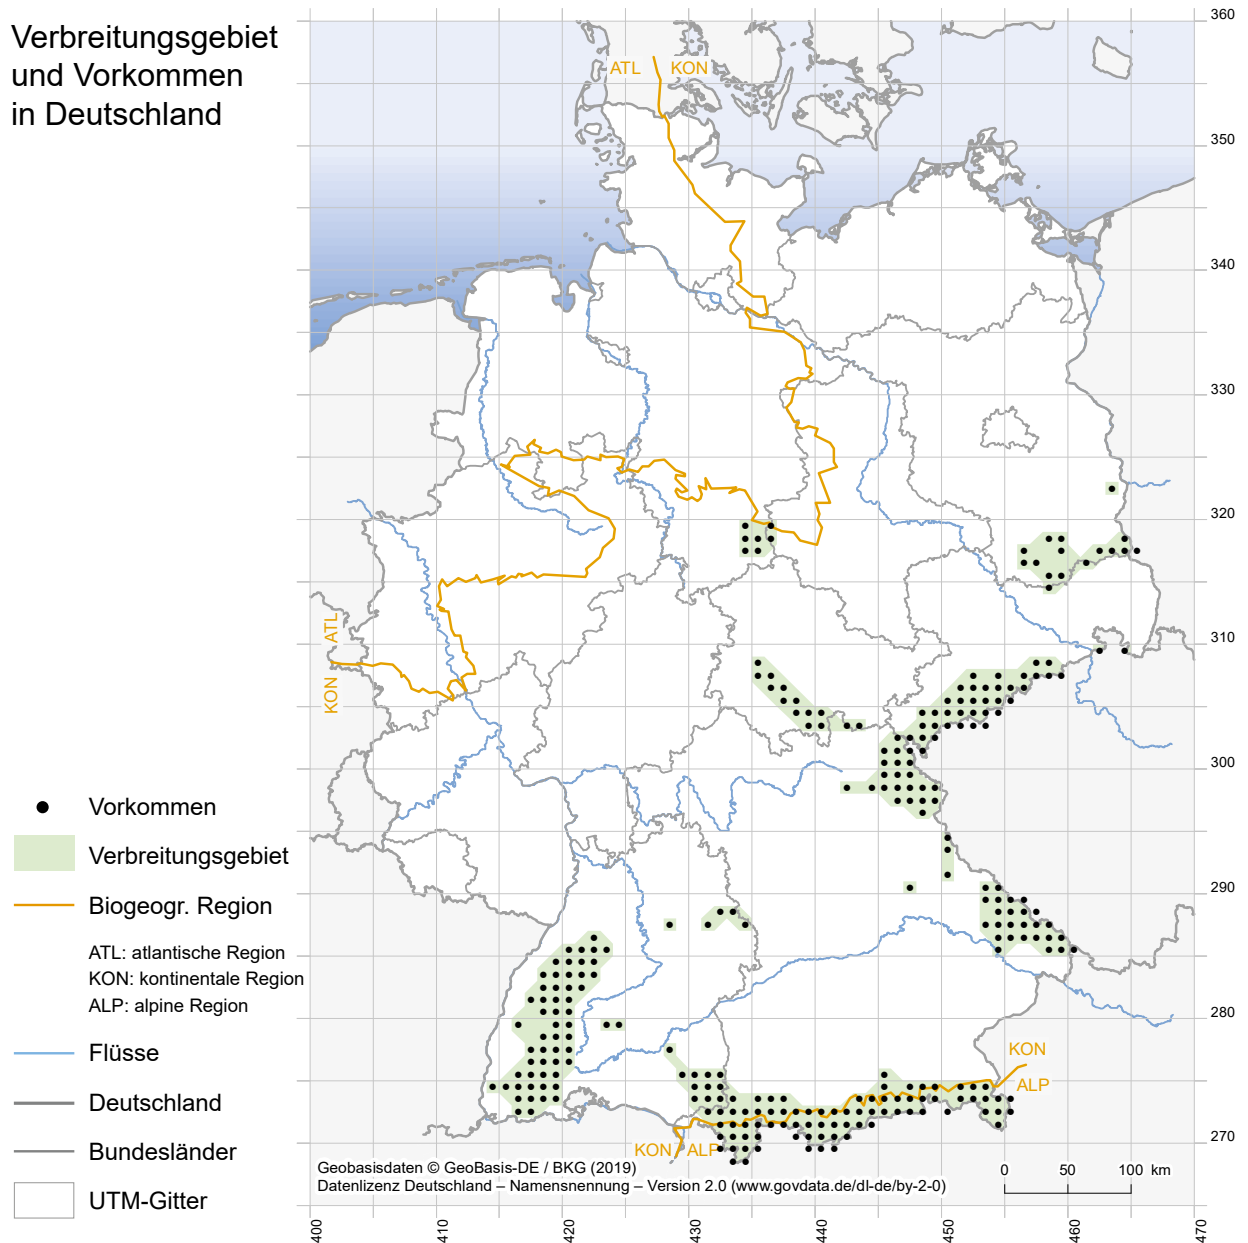 Verbreitungsgebiet
und Vorkommen
in Deutschland
ATL KON
360
350
340
330
320
310
300
290
280
270
ATL
KON
Vorkommen
Verbreitungsgebiet
Biogeogr. Region
ATL: atlantische Region
KON: kontinentale Region
ALP: alpine Region
Flüsse
Deutschland
Bundesländer
UTM-Gitter
KON
ALP
KON ALP
Geobasisdaten © GeoBasis-DE / BKG (2019)
Datenlizenz Deutschland – Namensnennung – Version 2.0 (www.govdata.de/dl-de/by-2-0)
0 50 100 km
400 410 420 430 440 450 460 470